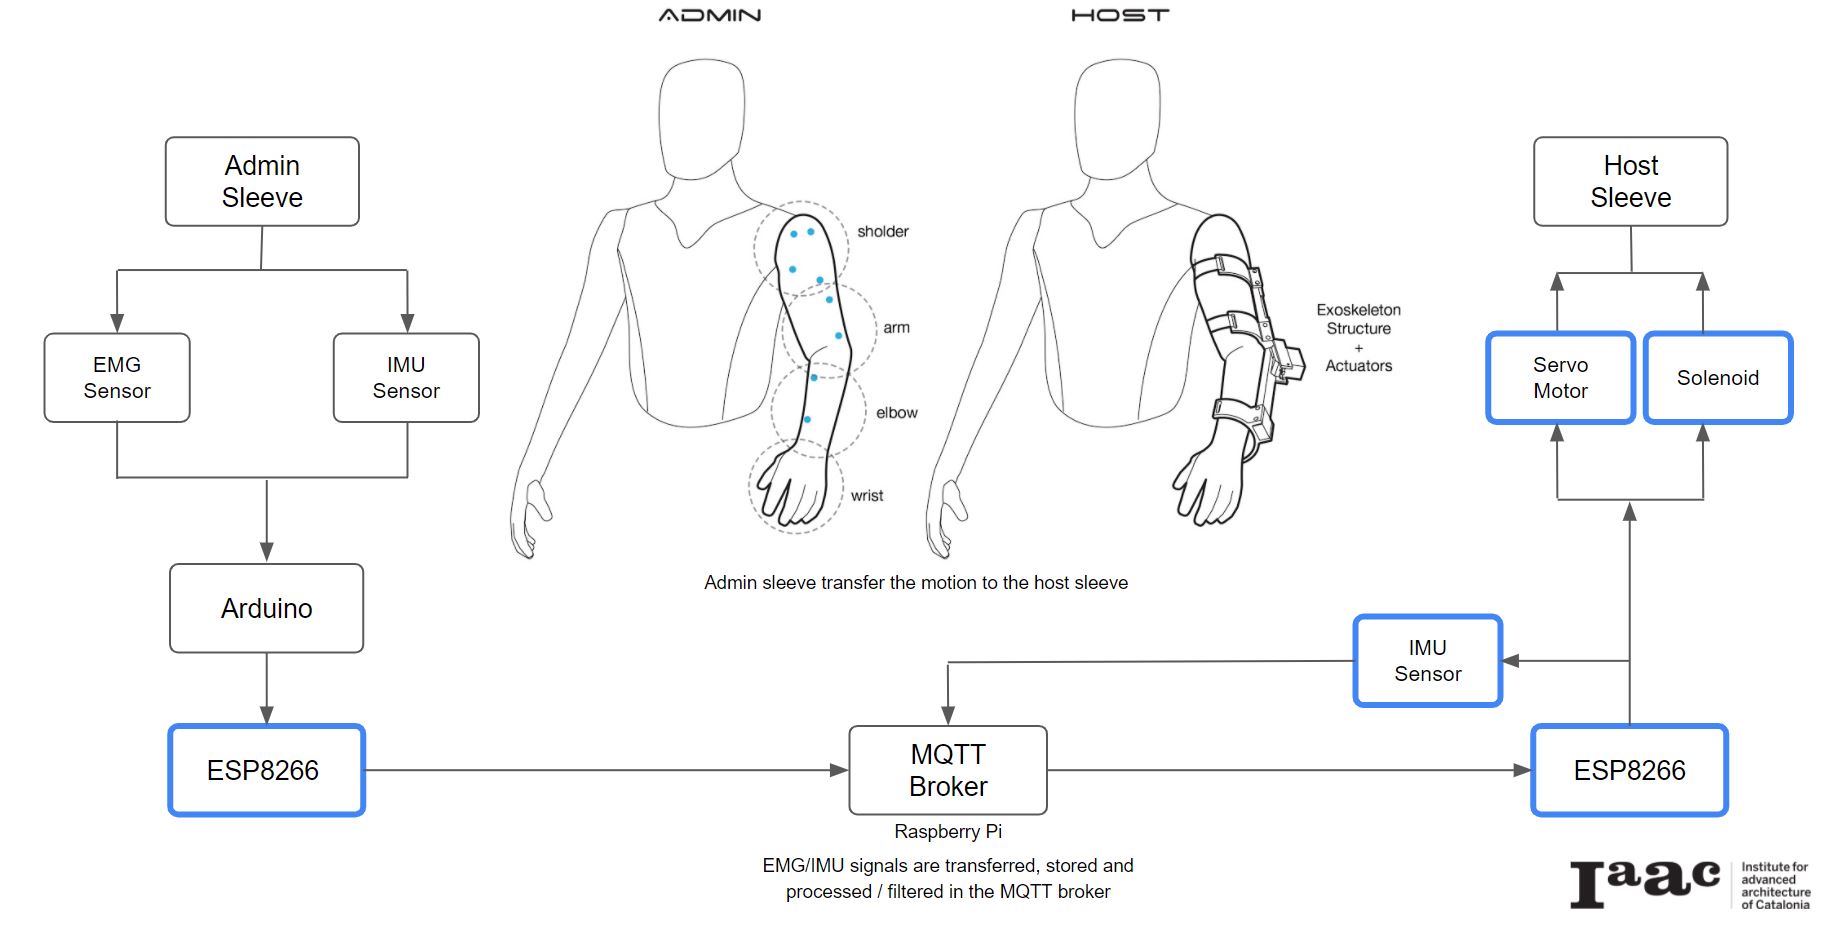 ADMIN
HOST
Admin
Sleeve
EMG
Sensor
IMU
Sensor
Arduino
ESP8266
sholder
arm
elbow
wrist
Exoskeleton
Structure
+
Actuators
Admin sleeve transfer the motion to the host sleeve
Host
Sleeve
Servo
Motor
Solenoid
IMU
Sensor
MQTT
Broker
ESP8266
Raspberry Pi
EMG/IMU signals are transferred, stored and
processed / filtered in the MQTT broker
Iaac
Institute for
advanced
architecture
of Catalonia